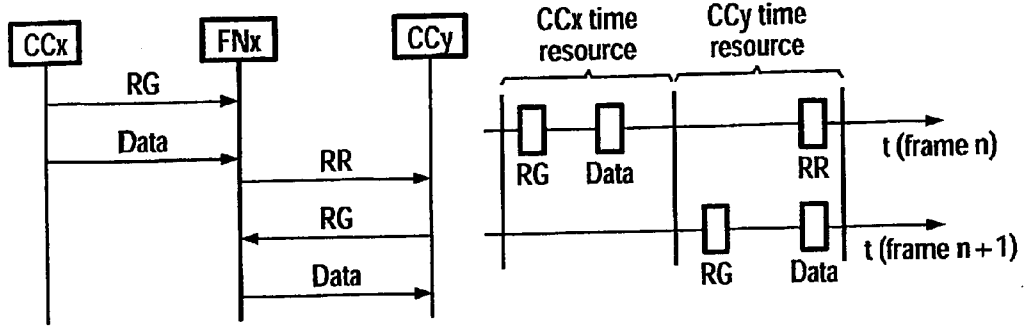 CCx
FNx
CCy
RG
Data
RR
RG
Data
CCx time
resource
CCy time
resource
RG
Data
RR
t (frame n)
RG
Data
t (frame n + 1)